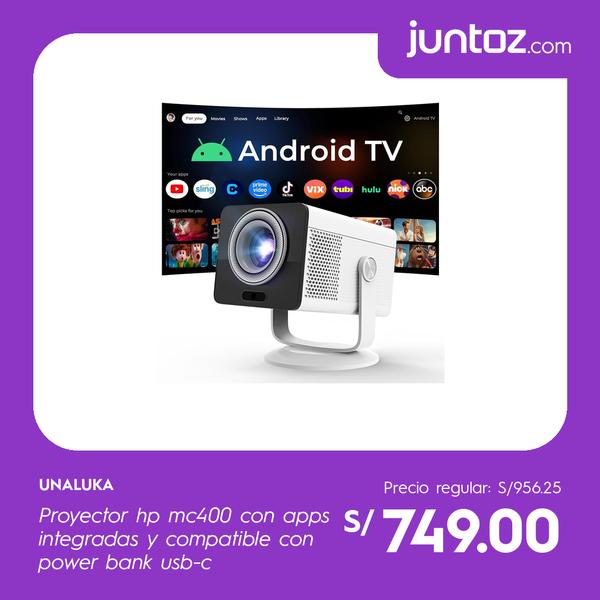 juntoz.com
For you Movies Shows Apps Library Android TV
Android TV
Your apps
sling C prime video TikTok ViX tubi hulu nick abc
Top picks for you
UNALUKA
Precio regular: S/956.25
Proyector hp mc400 con apps
integradas y compatible con
power bank usb-c
S/ 749.00